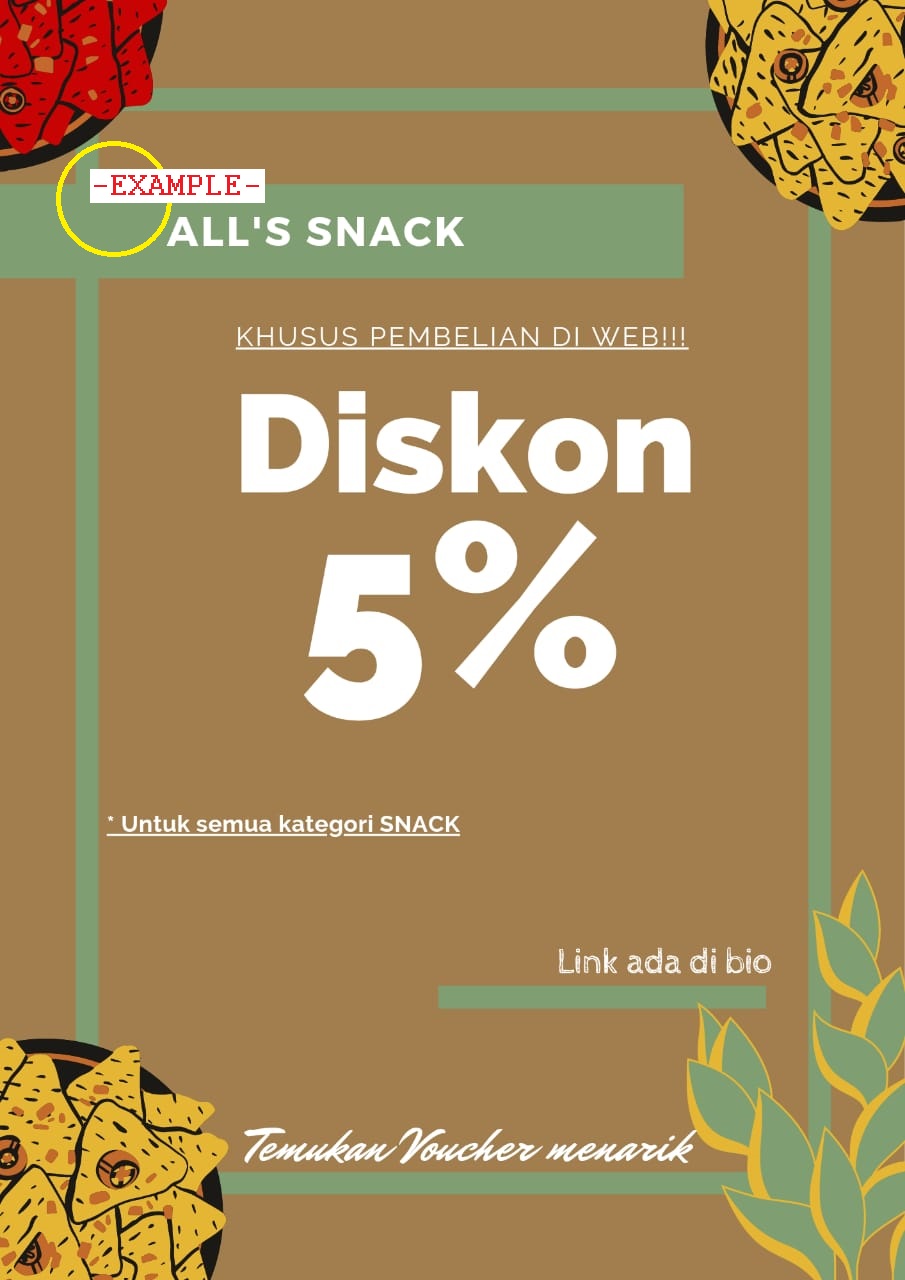 -EXAMPLE-
ALL'S SNACK
KHUSUS PEMBELIAN DI WEB!!!
Diskon
5%
* Untuk semua kategori SNACK
Link ada di bio
Temukan Voucher menarik